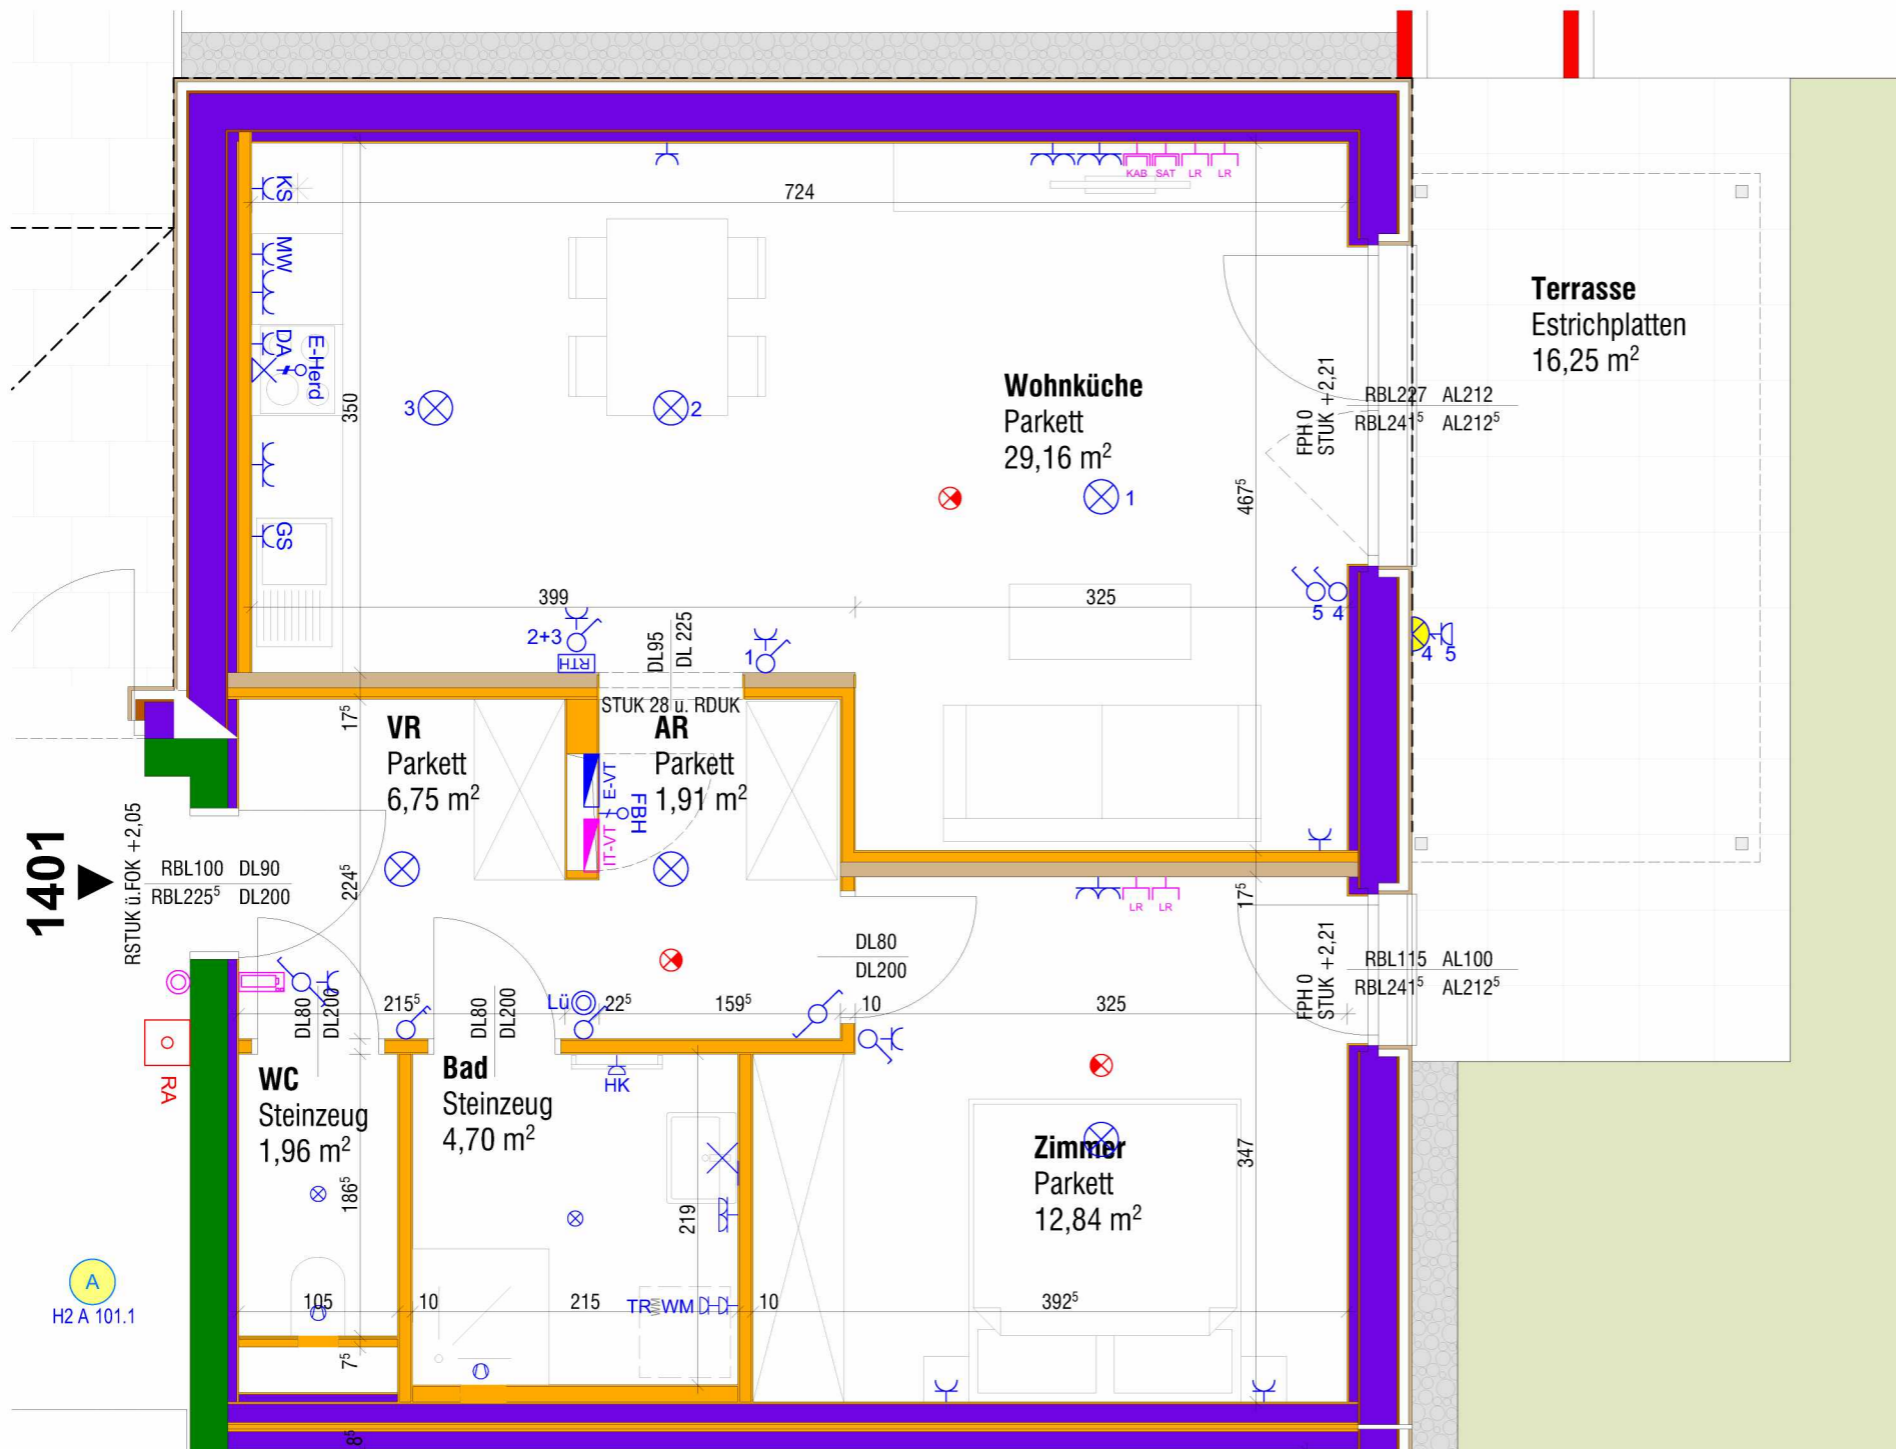 KS
MW
DA
E-Herd
GS
724
KAB SAT LR LR
350
3
2
1
Wohnküche
Parkett
29,16 m²
467⁵
FPH 0
STUK +2,21
RBL227 AL212
RBL241⁵ AL212⁵
Terrasse
Estrichplatten
16,25 m²
399
325
2+3
RTH
DL95
DL 225
1
5 4
4 5
STUK 28 u. RDUK
17⁵
VR
Parkett
6,75 m²
AR
Parkett
1,91 m²
E-VT
FBH
IT-VT
1401
RSTUK ü.FOK +2,05
RBL100 DL90
RBL225⁵ DL200
224⁵
LR LR
17⁵
DL80
DL200
FPH 0
STUK +2,21
RBL115 AL100
RBL241⁵ AL212⁵
DL80
DL200
215⁵
DL80
DL200
Lü
22⁵
159⁵
10
325
RA
WC
Steinzeug
1,96 m²
Bad
Steinzeug
4,70 m²
HK
Zimmer
Parkett
12,84 m²
347
186⁵
219
A
H2 A 101.1
105
10
215
TR WM
WM
10
392⁵
7⁵
8⁵